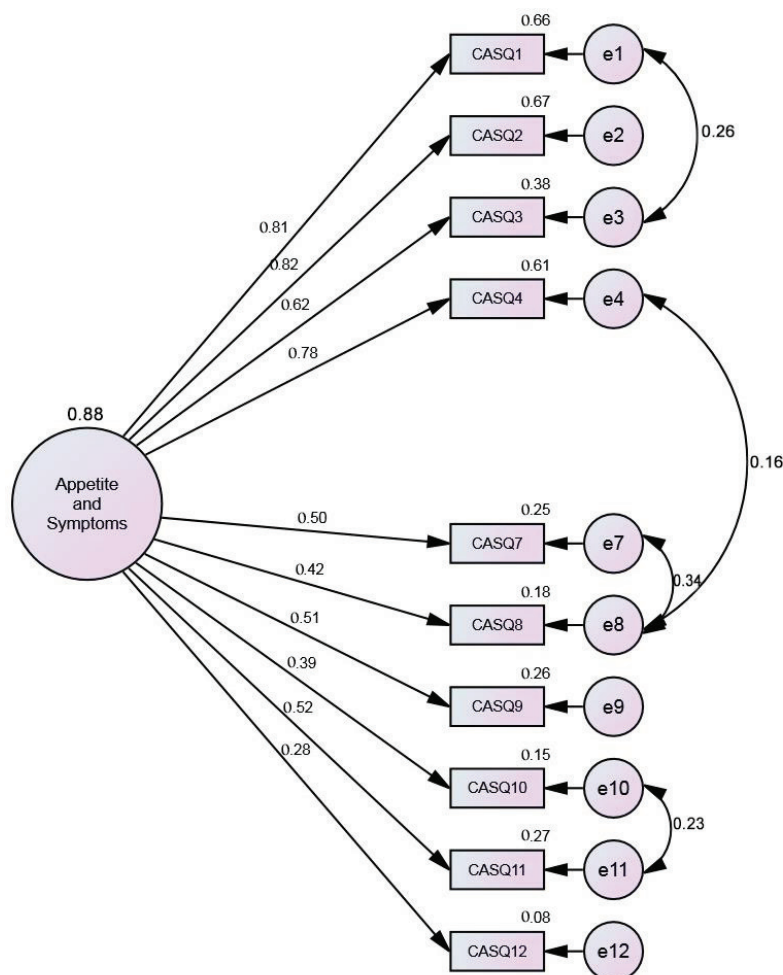 0.66
CASQ1
e1
0.67
CASQ2
e2
0.26
0.38
CASQ3
e3
0.81
0.82
0.61
CASQ4
e4
0.62
0.78
0.88
0.16
Appetite
and
Symptoms
0.50
0.25
CASQ7
e7
0.34
0.42
0.18
CASQ8
e8
0.51
0.26
CASQ9
e9
0.39
0.52
0.15
CASQ10
e10
0.28
0.23
0.27
CASQ11
e11
0.08
CASQ12
e12